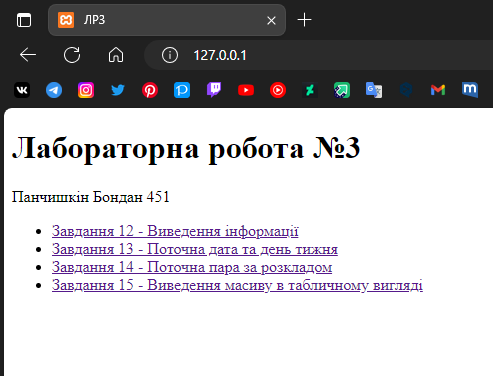 ЛР3
127.0.0.1
Лабораторна робота №3
Панчишкін Бондан 451
Завдання 12 - Виведення інформації
Завдання 13 - Поточна дата та день тижня
Завдання 14 - Поточна пара за розкладом
Завдання 15 - Виведення масиву в табличному вигляді